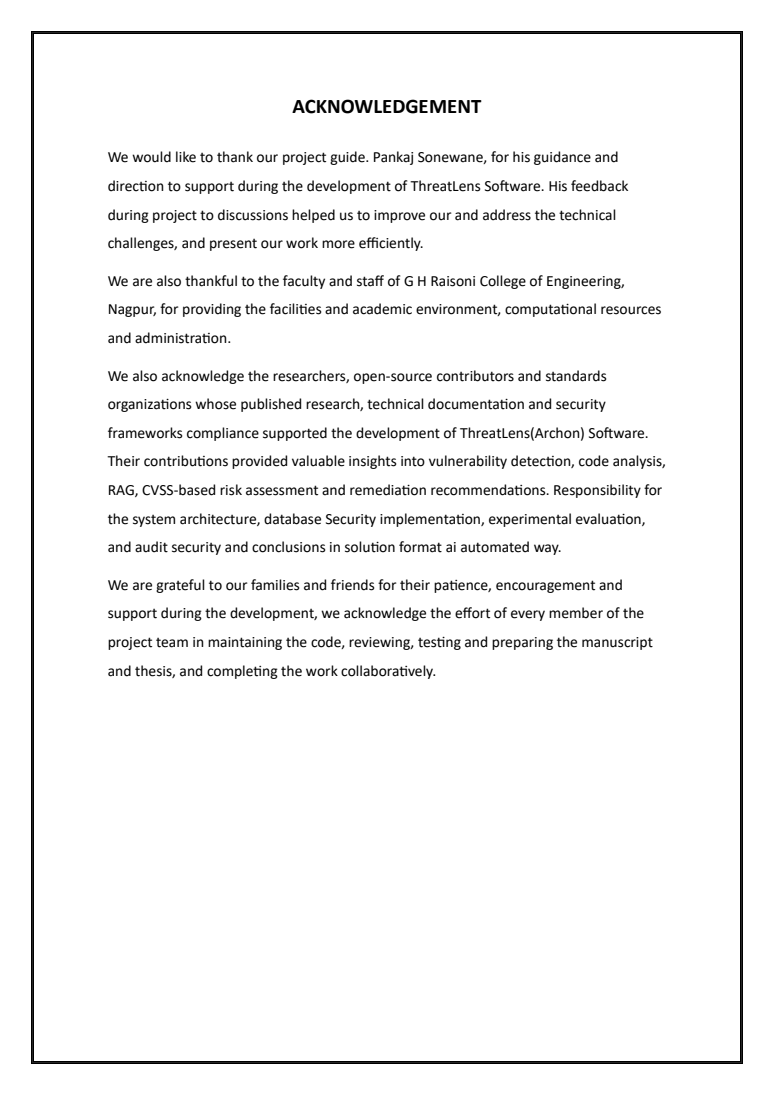 ACKNOWLEDGEMENT
We would like to thank our project guide. Pankaj Sonewane, for his guidance and
direction to support during the development of ThreatLens Software. His feedback
during project to discussions helped us to improve our and address the technical
challenges, and present our work more efficiently.
We are also thankful to the faculty and staff of G H Raisoni College of Engineering,
Nagpur, for providing the facilities and academic environment, computational resources
and administration.
We also acknowledge the researchers, open-source contributors and standards
organizations whose published research, technical documentation and security
frameworks compliance supported the development of ThreatLens(Archon) Software.
Their contributions provided valuable insights into vulnerability detection, code analysis,
RAG, CVSS-based risk assessment and remediation recommendations. Responsibility for
the system architecture, database Security implementation, experimental evaluation,
and audit security and conclusions in solution format ai automated way.
We are grateful to our families and friends for their patience, encouragement and
support during the development, we acknowledge the effort of every member of the
project team in maintaining the code, reviewing, testing and preparing the manuscript
and thesis, and completing the work collaboratively.